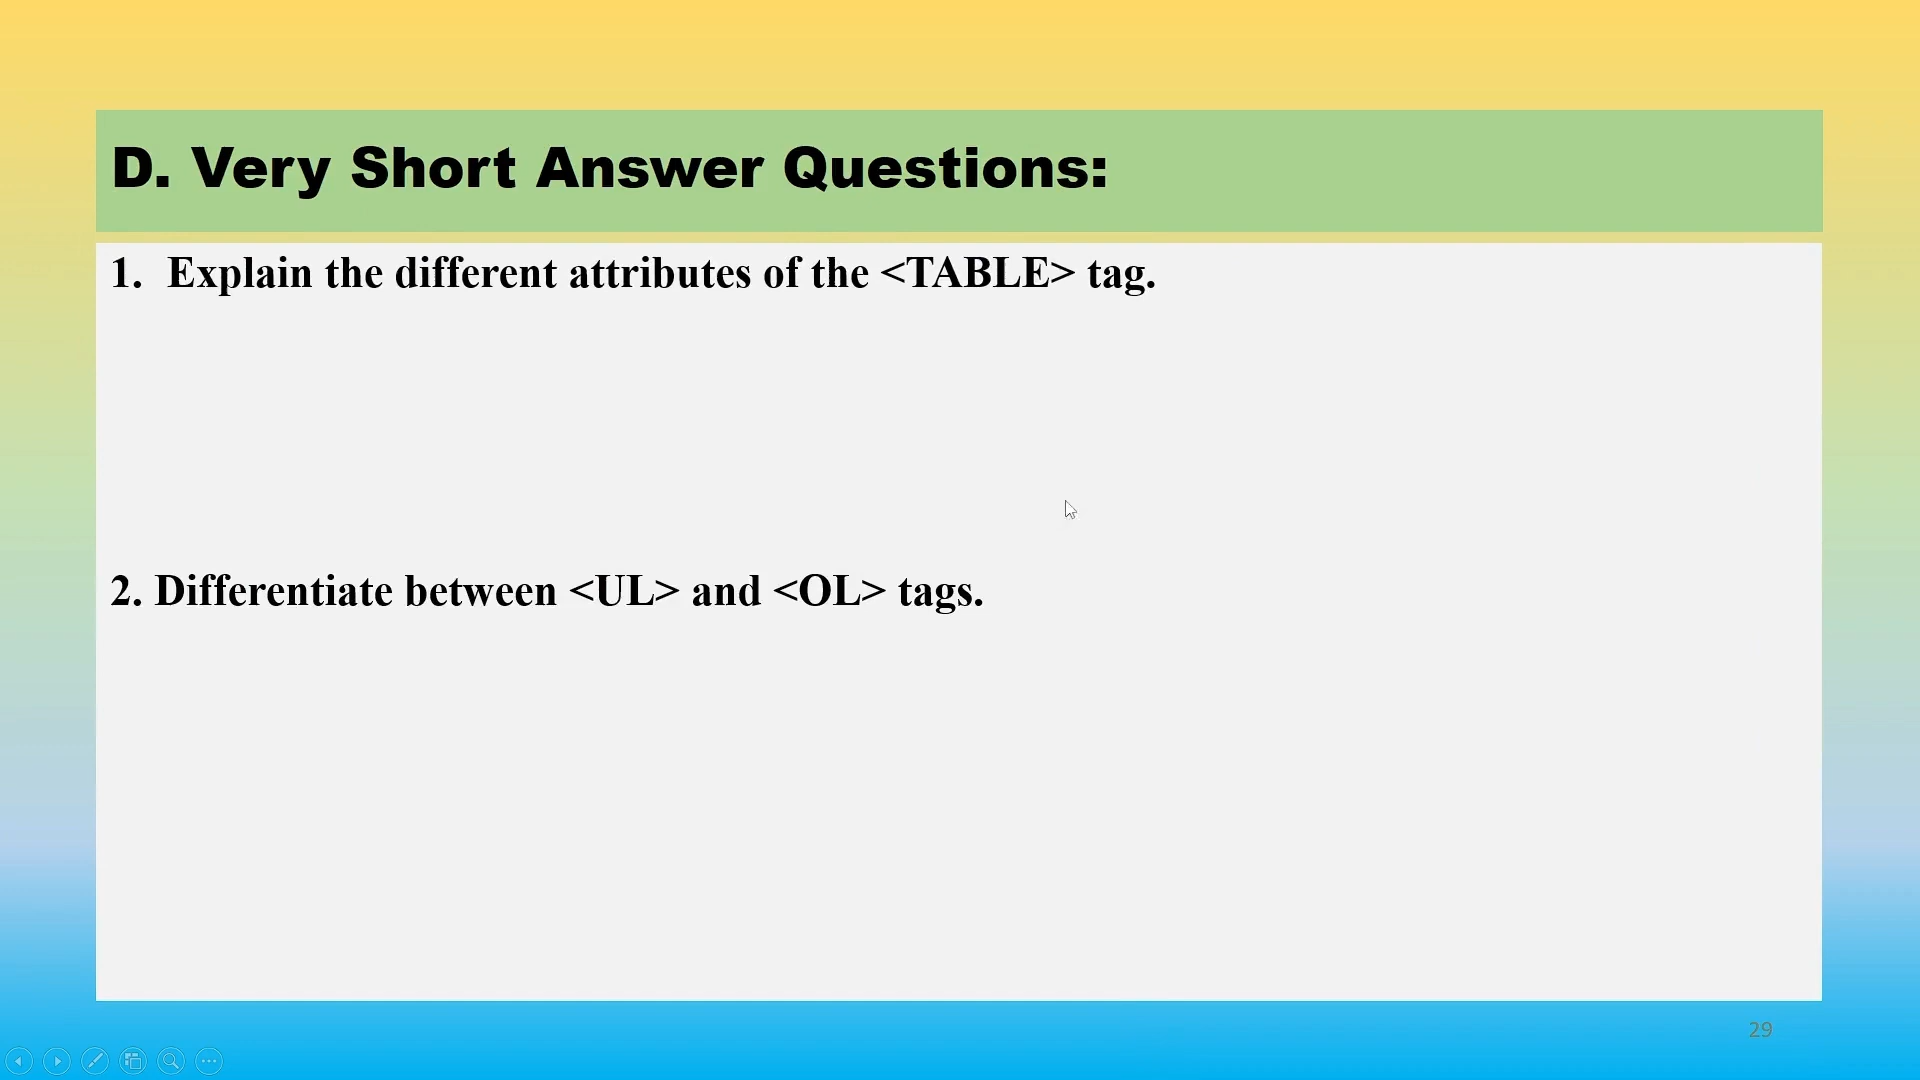 D. Very Short Answer Questions:
1. Explain the different attributes of the <TABLE> tag.
2. Differentiate between <UL> and <OL> tags.
29